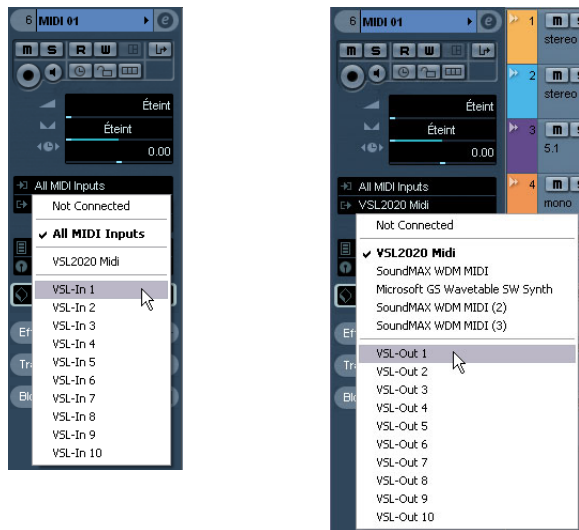 6 MIDI 01 e
m S R W
Éteint
Éteint
0.00
All MIDI Inputs
Not Connected
✓ All MIDI Inputs
VSL2020 Midi
VSL-In 1
VSL-In 2
VSL-In 3
VSL-In 4
VSL-In 5
VSL-In 6
VSL-In 7
VSL-In 8
VSL-In 9
VSL-In 10
6 MIDI 01 e
m S R W
Éteint
Éteint
0.00
All MIDI Inputs
VSL2020 Midi
Not Connected
✓ VSL2020 Midi
SoundMAX WDM MIDI
Microsoft GS Wavetable SW Synth
SoundMAX WDM MIDI (2)
SoundMAX WDM MIDI (3)
VSL-Out 1
VSL-Out 2
VSL-Out 3
VSL-Out 4
VSL-Out 5
VSL-Out 6
VSL-Out 7
VSL-Out 8
VSL-Out 9
VSL-Out 10
1 m
stereo
2 m
stereo
3 m
5.1
4 m
mono